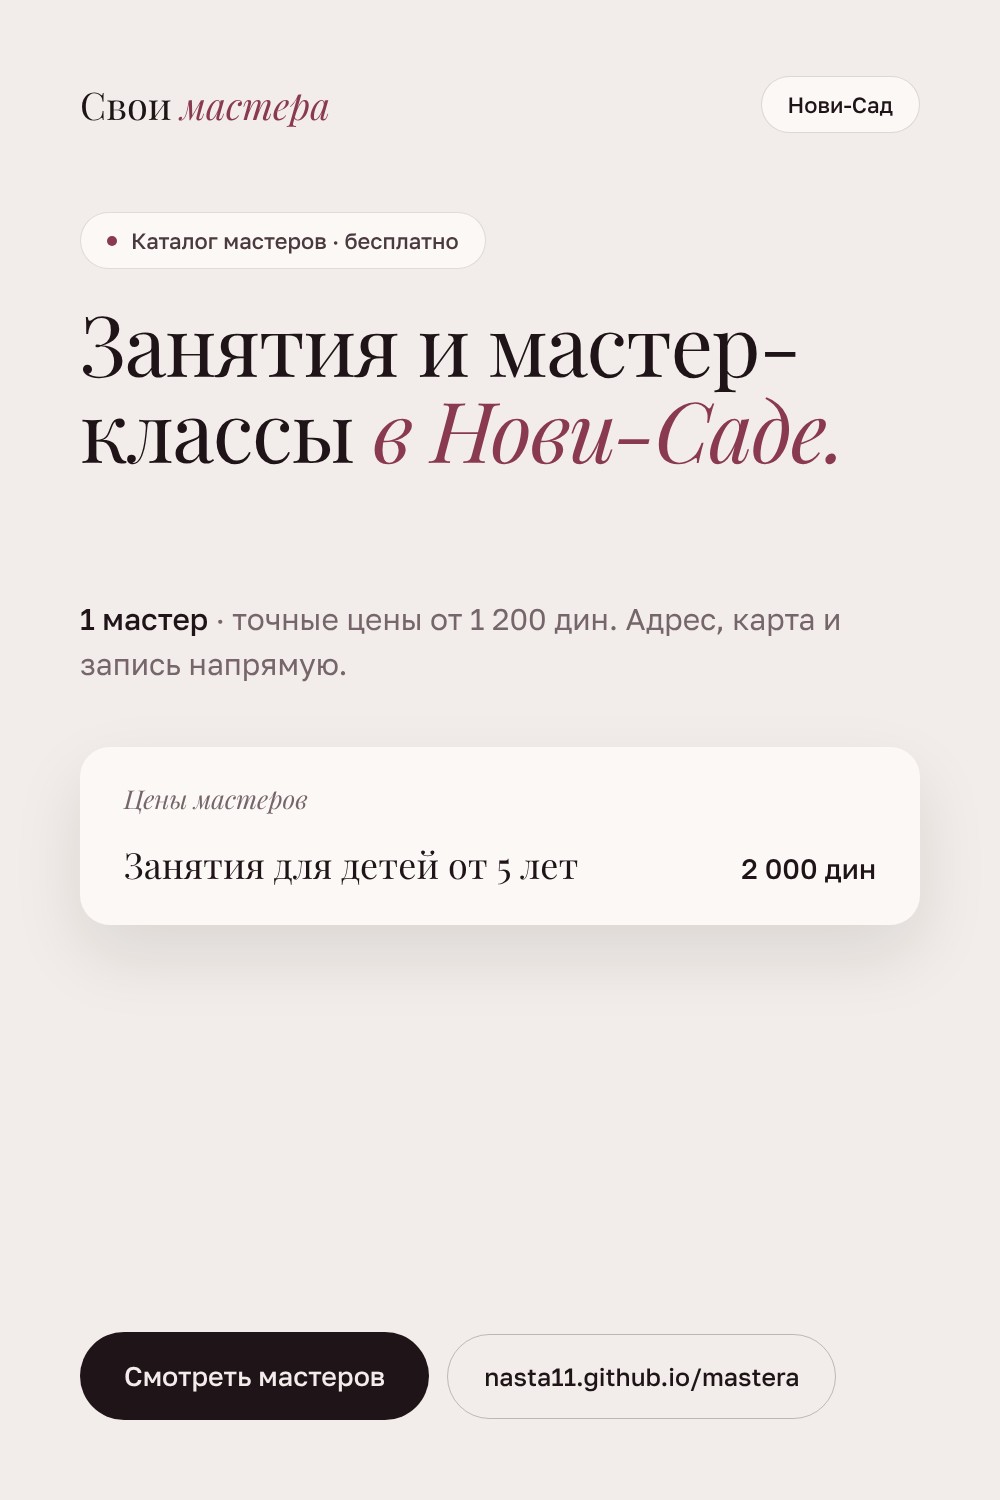 Свои мастера
Нови-Сад
Каталог мастеров · бесплатно
Занятия и мастер-
классы в Нови-Саде.
1 мастер · точные цены от 1 200 дин. Адрес, карта и
запись напрямую.
Цены мастеров
Занятия для детей от 5 лет
2 000 дин
Смотреть мастеров
nasta11.github.io/mastera